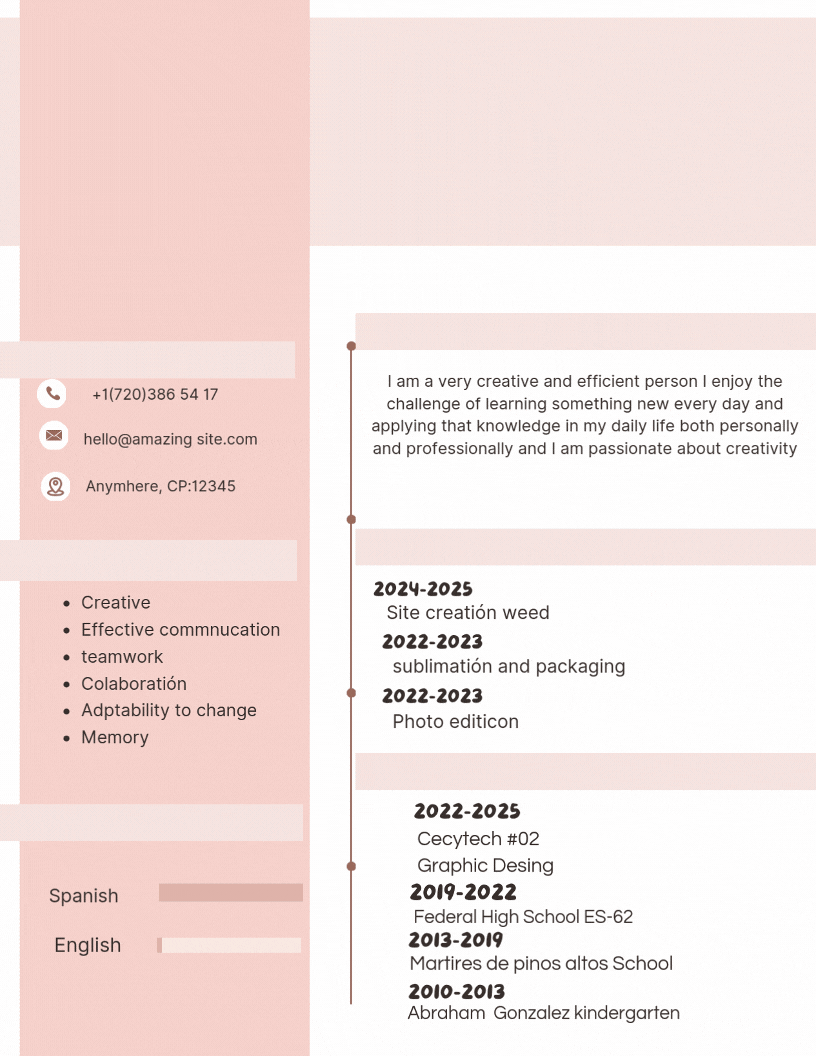 +1(720)386 54 17
hello@amazing site.com
Anymhere, CP:12345
Creative
Effective commnucation
teamwork
Colaboratión
Adptability to change
Memory
Spanish
English
I am a very creative and efficient person I enjoy the
challenge of learning something new every day and
applying that knowledge in my daily life both personally
and professionally and I am passionate about creativity
2024-2025
Site creatión weed
2022-2023
sublimatión and packaging
2022-2023
Photo editicon
2022-2025
Cecytech #02
Graphic Desing
2019-2022
Federal High School ES-62
2013-2019
Martires de pinos altos School
2010-2013
Abraham  Gonzalez kindergarten